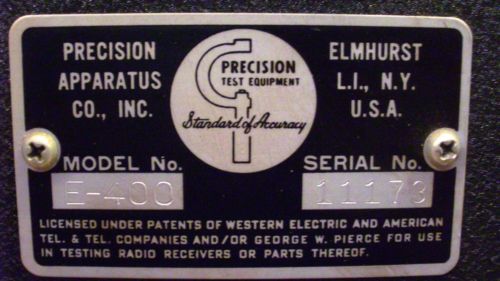 PRECISION
APPARATUS
CO., INC.
PRECISION
TEST EQUIPMENT
Standard of Accuracy
ELMHURST
L.I., N.Y.
U.S.A.
MODEL No.
E-400
SERIAL No.
11173
LICENSED UNDER PATENTS OF WESTERN ELECTRIC AND AMERICAN
TEL. & TEL. COMPANIES AND/OR GEORGE W. PIERCE FOR USE
IN TESTING RADIO RECEIVERS OR PARTS THEREOF.